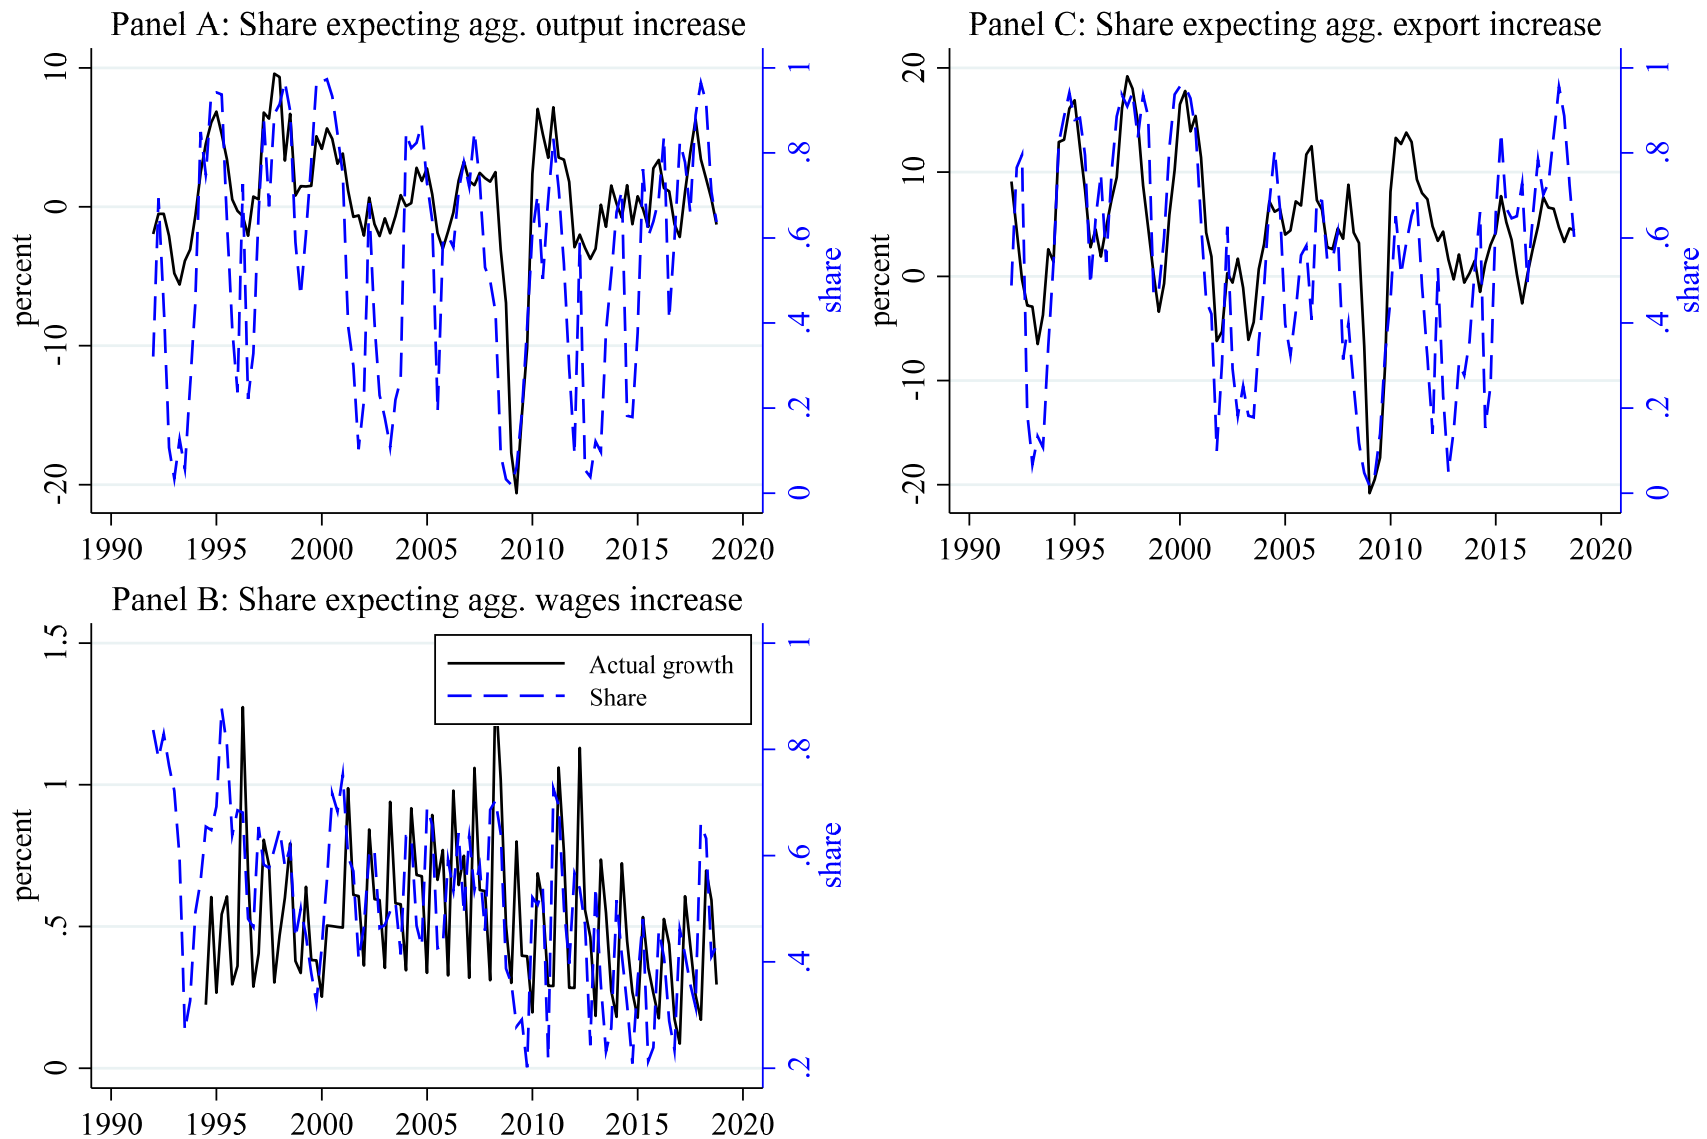 Panel A: Share expecting agg. output increase
10
0
-10
-20
percent
1
.8
.6
.4
.2
0
share
1990 1995 2000 2005 2010 2015 2020
Panel C: Share expecting agg. export increase
20
10
0
-10
-20
percent
1
.8
.6
.4
.2
0
share
1990 1995 2000 2005 2010 2015 2020
Panel B: Share expecting agg. wages increase
1.5
1
.5
0
percent
Actual growth
Share
1
.8
.6
.4
.2
share
1990 1995 2000 2005 2010 2015 2020